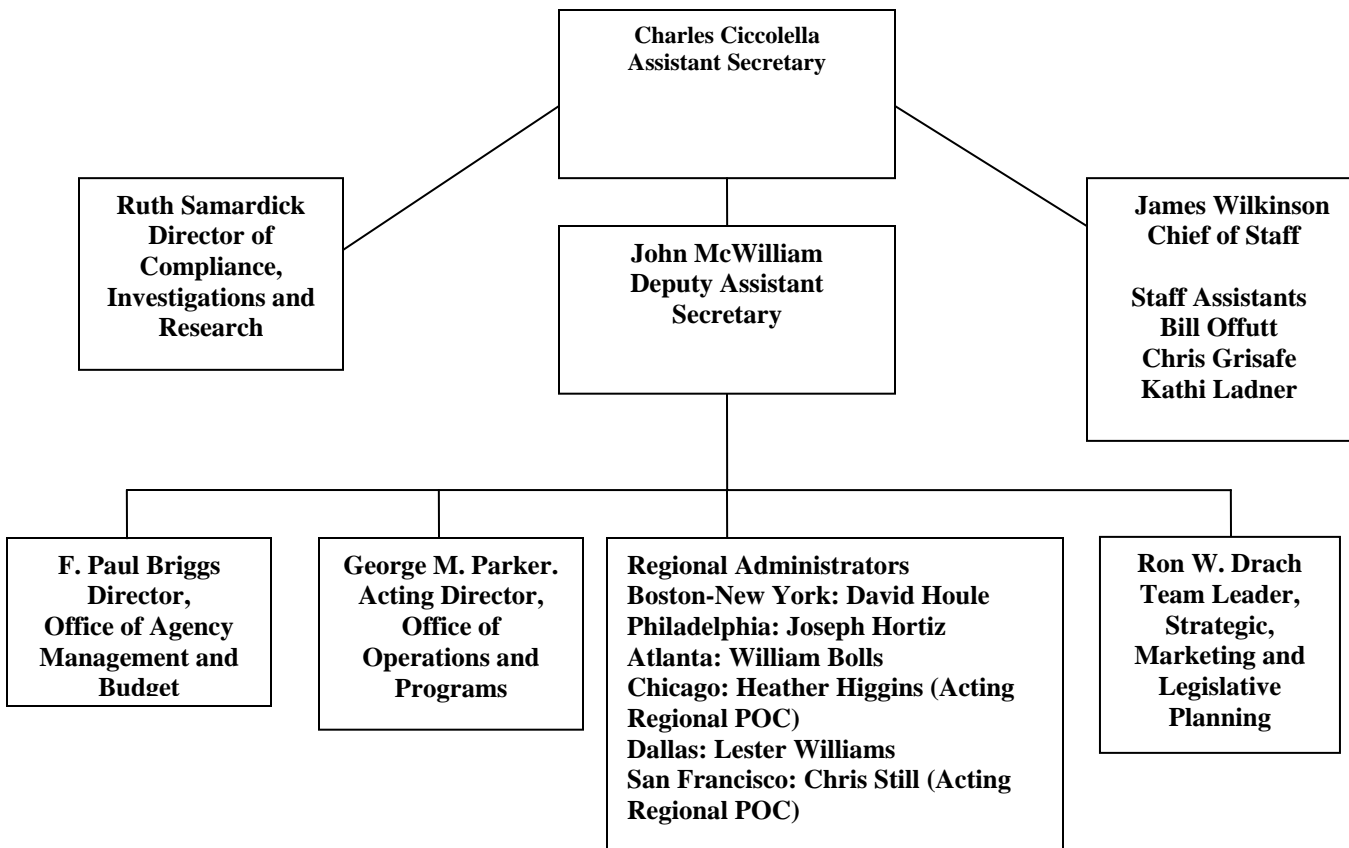 Charles Ciccolella
Assistant Secretary
Ruth Samardick
Director of
Compliance,
Investigations and
Research
John McWilliam
Deputy Assistant
Secretary
James Wilkinson
Chief of Staff
Staff Assistants
Bill Offutt
Chris Grisafe
Kathi Ladner
F. Paul Briggs
Director,
Office of Agency
Management and
Budget
George M. Parker.
Acting Director,
Office of
Operations and
Programs
Regional Administrators
Boston-New York: David Houle
Philadelphia: Joseph Hortiz
Atlanta: William Bolls
Chicago: Heather Higgins (Acting
Regional POC)
Dallas: Lester Williams
San Francisco: Chris Still (Acting
Regional POC)
Ron W. Drach
Team Leader,
Strategic,
Marketing and
Legislative
Planning